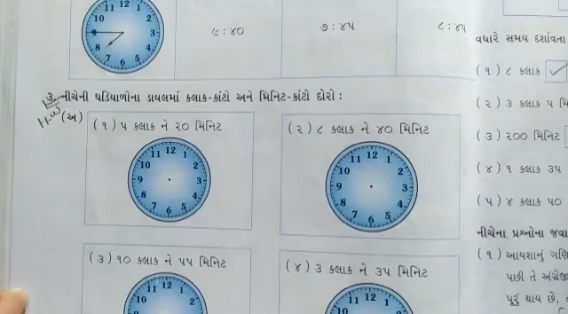 ૯ : ૪૦
૭ : ૪૫
૮ : ૪૫
૩. નીચેની ઘડિયાળોના ડાયલમાં કલાક-કાંટો અને મિનિટ-કાંટો દોરો :
H.W (અ)
(૧) ૫ કલાક ને ૨૦ મિનિટ
(૨) ૮ કલાક ને ૪૦ મિનિટ
(૩) ૧૦ કલાક ને ૫૫ મિનિટ
(૪) ૩ કલાક ને ૩૫ મિનિટ
વધારે સમય દર્શાવતા
(૧) ૮ કલાક
(૨) ૩ કલાક ૫
(૩) ૨૦૦ મિનિટ
(૪) ૧ કલાક ૩૫
(૫) ૪ કલાક ૫૦
નીચેના પ્રશ્નોના જવા
(૧) આયશાનું ગણિ
પછી તે અંગ્રેજી
પૂરું થાય છે,